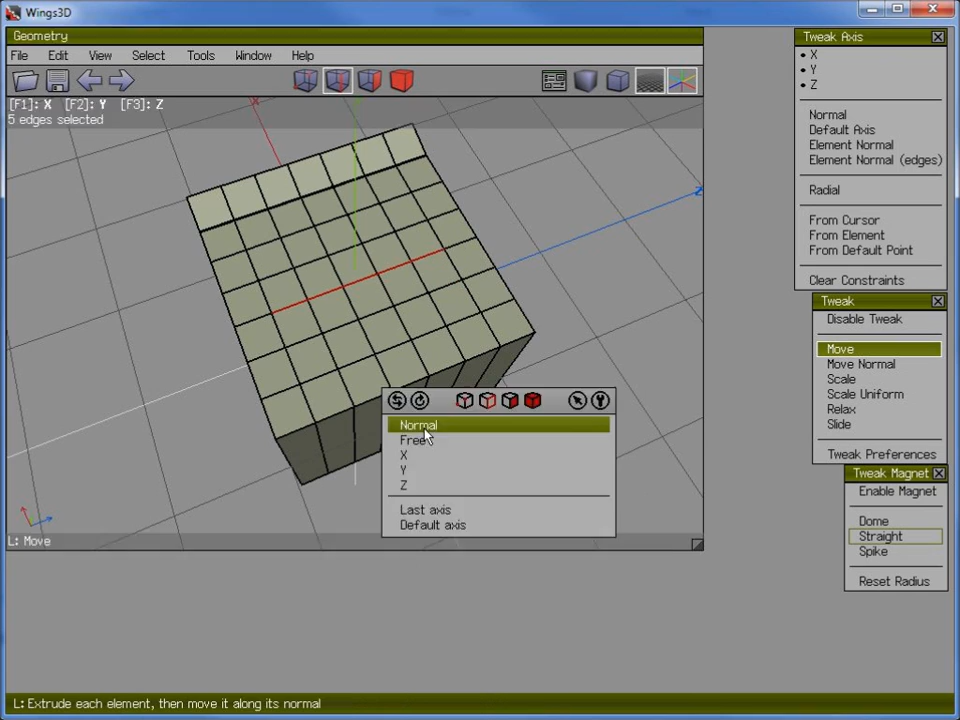 Wings3D
Geometry
File Edit View Select Tools Window Help
[F1]: X [F2]: Y [F3]: Z
5 edges selected
X
Z
L: Move
Normal
Free
X
Y
Z
Last axis
Default axis
Tweak Axis
X
Y
Z
Normal
Default Axis
Element Normal
Element Normal (edges)
Radial
From Cursor
From Element
From Default Point
Clear Constraints
Tweak
Disable Tweak
Move
Move Normal
Scale
Scale Uniform
Relax
Slide
Tweak Preferences
Tweak Magnet
Enable Magnet
Dome
Straight
Spike
Reset Radius
L: Extrude each element, then move it along its normal